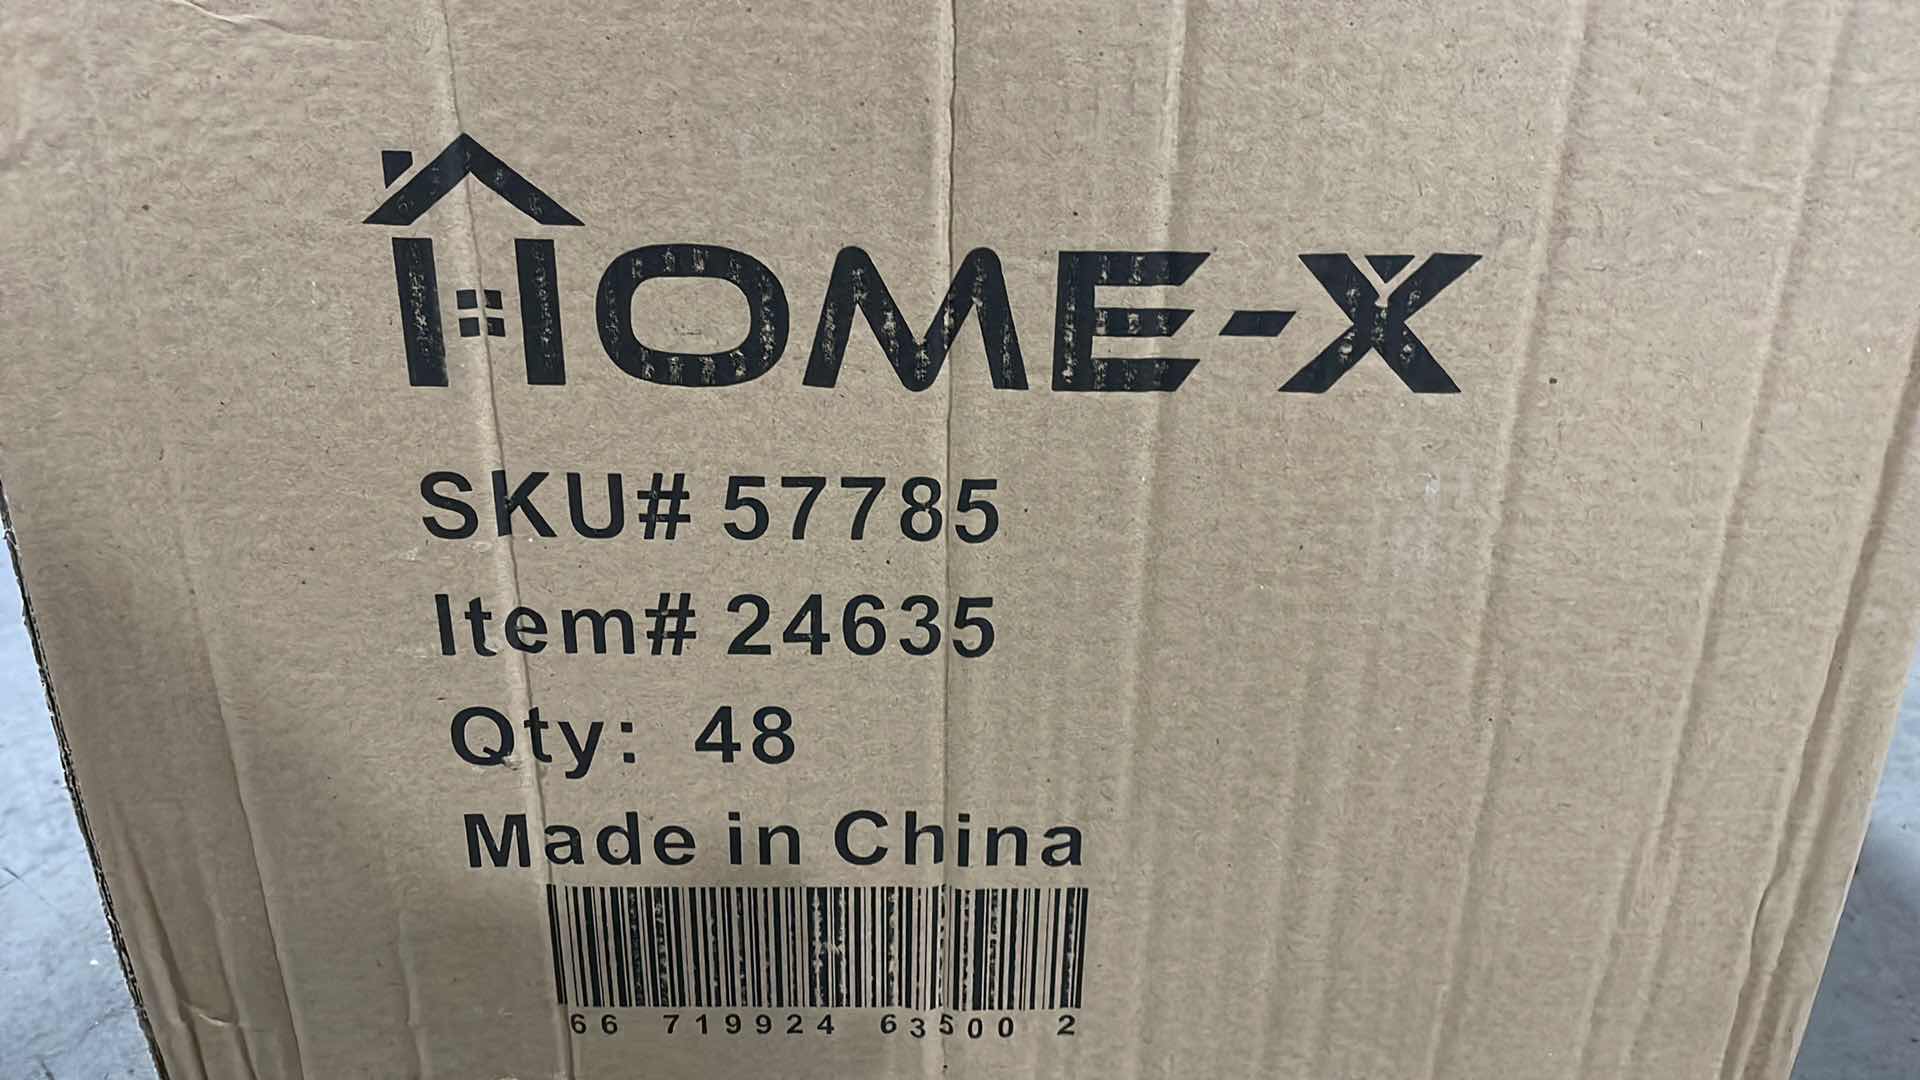 HOME-X
SKU# 57785
Item# 24635
Qty: 48
Made in China
66 719924 63500 2